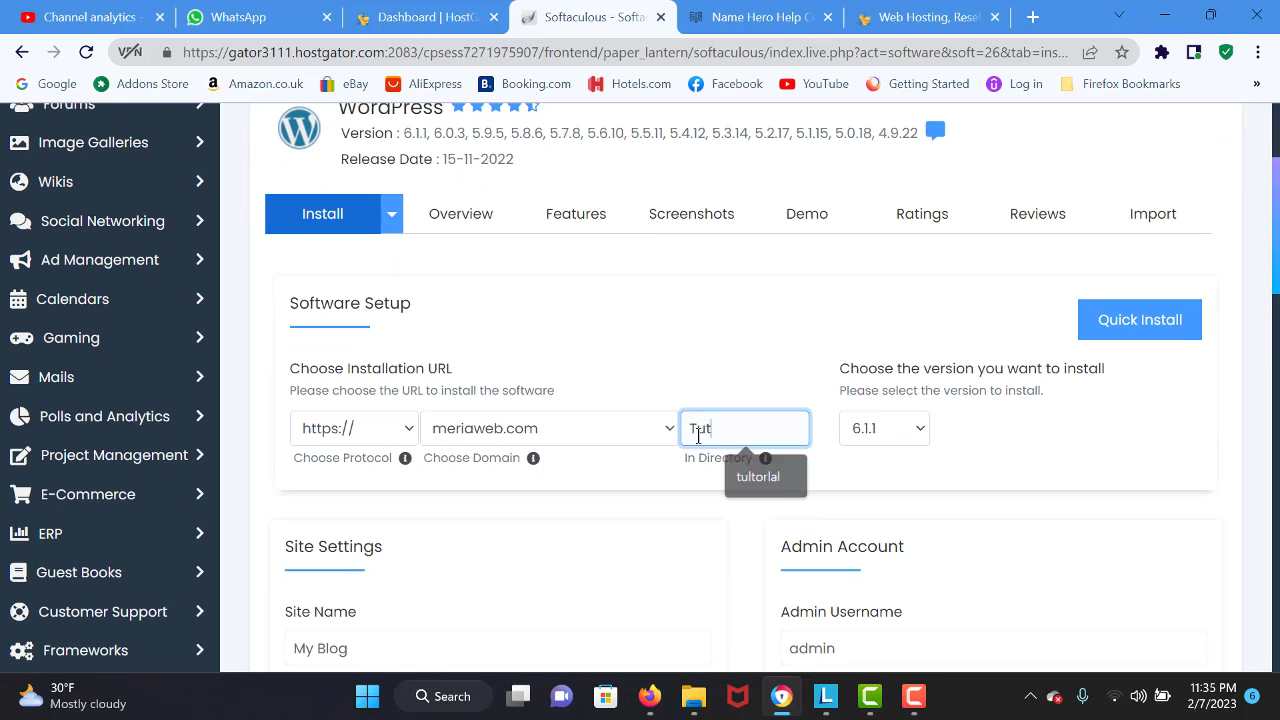 Channel analytics -
WhatsApp
Dashboard | HostG
Softaculous - Softa
Name Hero Help C
Web Hosting, Rese
VPN
https://gator3111.hostgator.com:2083/cpsess7271975907/frontend/paper_lantern/softaculous/index.live.php?act=software&soft=26&tab=ins...
Google
Addons Store
Amazon.co.uk
eBay
AliExpress
Booking.com
Hotels.com
Facebook
YouTube
Getting Started
Log in
Firefox Bookmarks
»
Forums
Image Galleries
Wikis
Social Networking
Ad Management
Calendars
Gaming
Mails
Polls and Analytics
Project Management
E-Commerce
ERP
Guest Books
Customer Support
Frameworks
WordPress
Version : 6.1.1, 6.0.3, 5.9.5, 5.8.6, 5.7.8, 5.6.10, 5.5.11, 5.4.12, 5.3.14, 5.2.17, 5.1.15, 5.0.18, 4.9.22
Release Date : 15-11-2022
Install
Overview
Features
Screenshots
Demo
Ratings
Reviews
Import
Software Setup
Quick Install
Choose Installation URL
Please choose the URL to install the software
https://
meriaweb.com
Tut
Choose Protocol
Choose Domain
In Directory
tultorlal
Choose the version you want to install
Please select the version to install.
6.1.1
Site Settings
Site Name
My Blog
Admin Account
Admin Username
admin
30°F
Mostly cloudy
Search
11:35 PM
2/7/2023
6